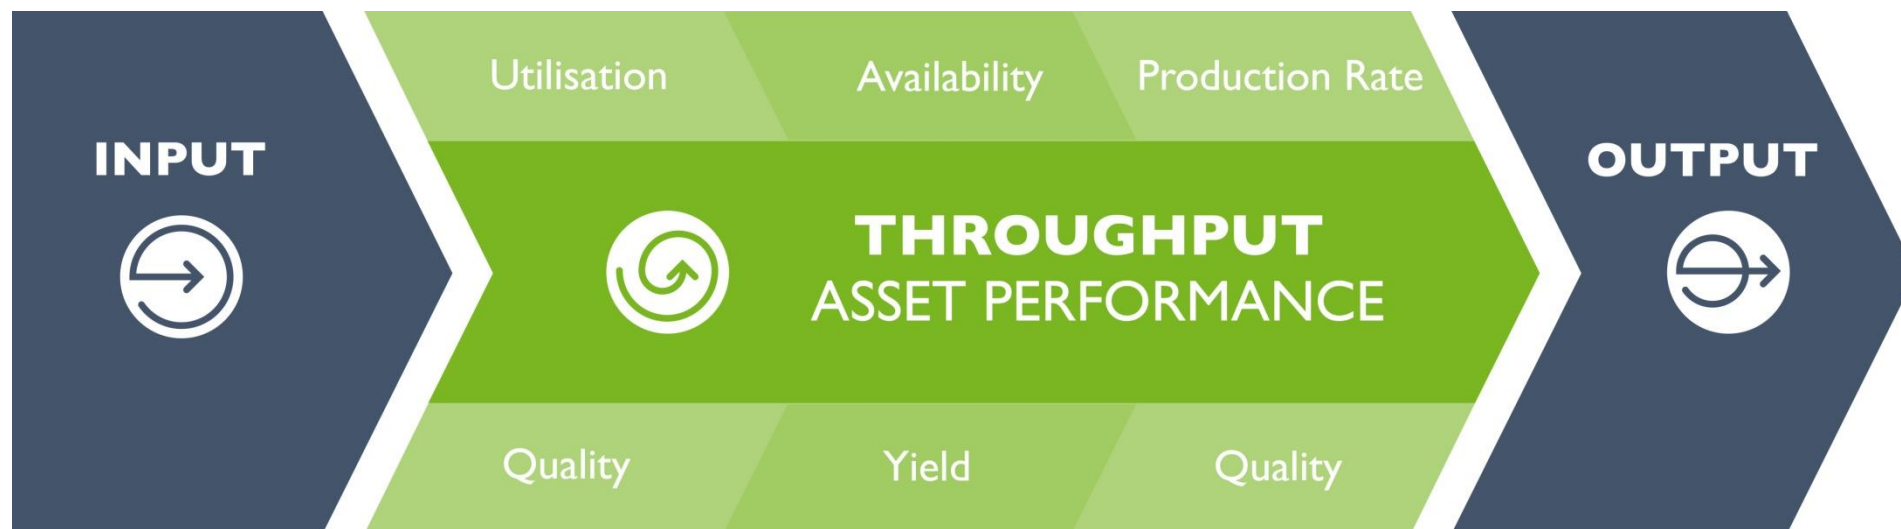 INPUT
Utilisation
Availability
Production Rate
THROUGHPUT
ASSET PERFORMANCE
Quality
Yield
Quality
OUTPUT